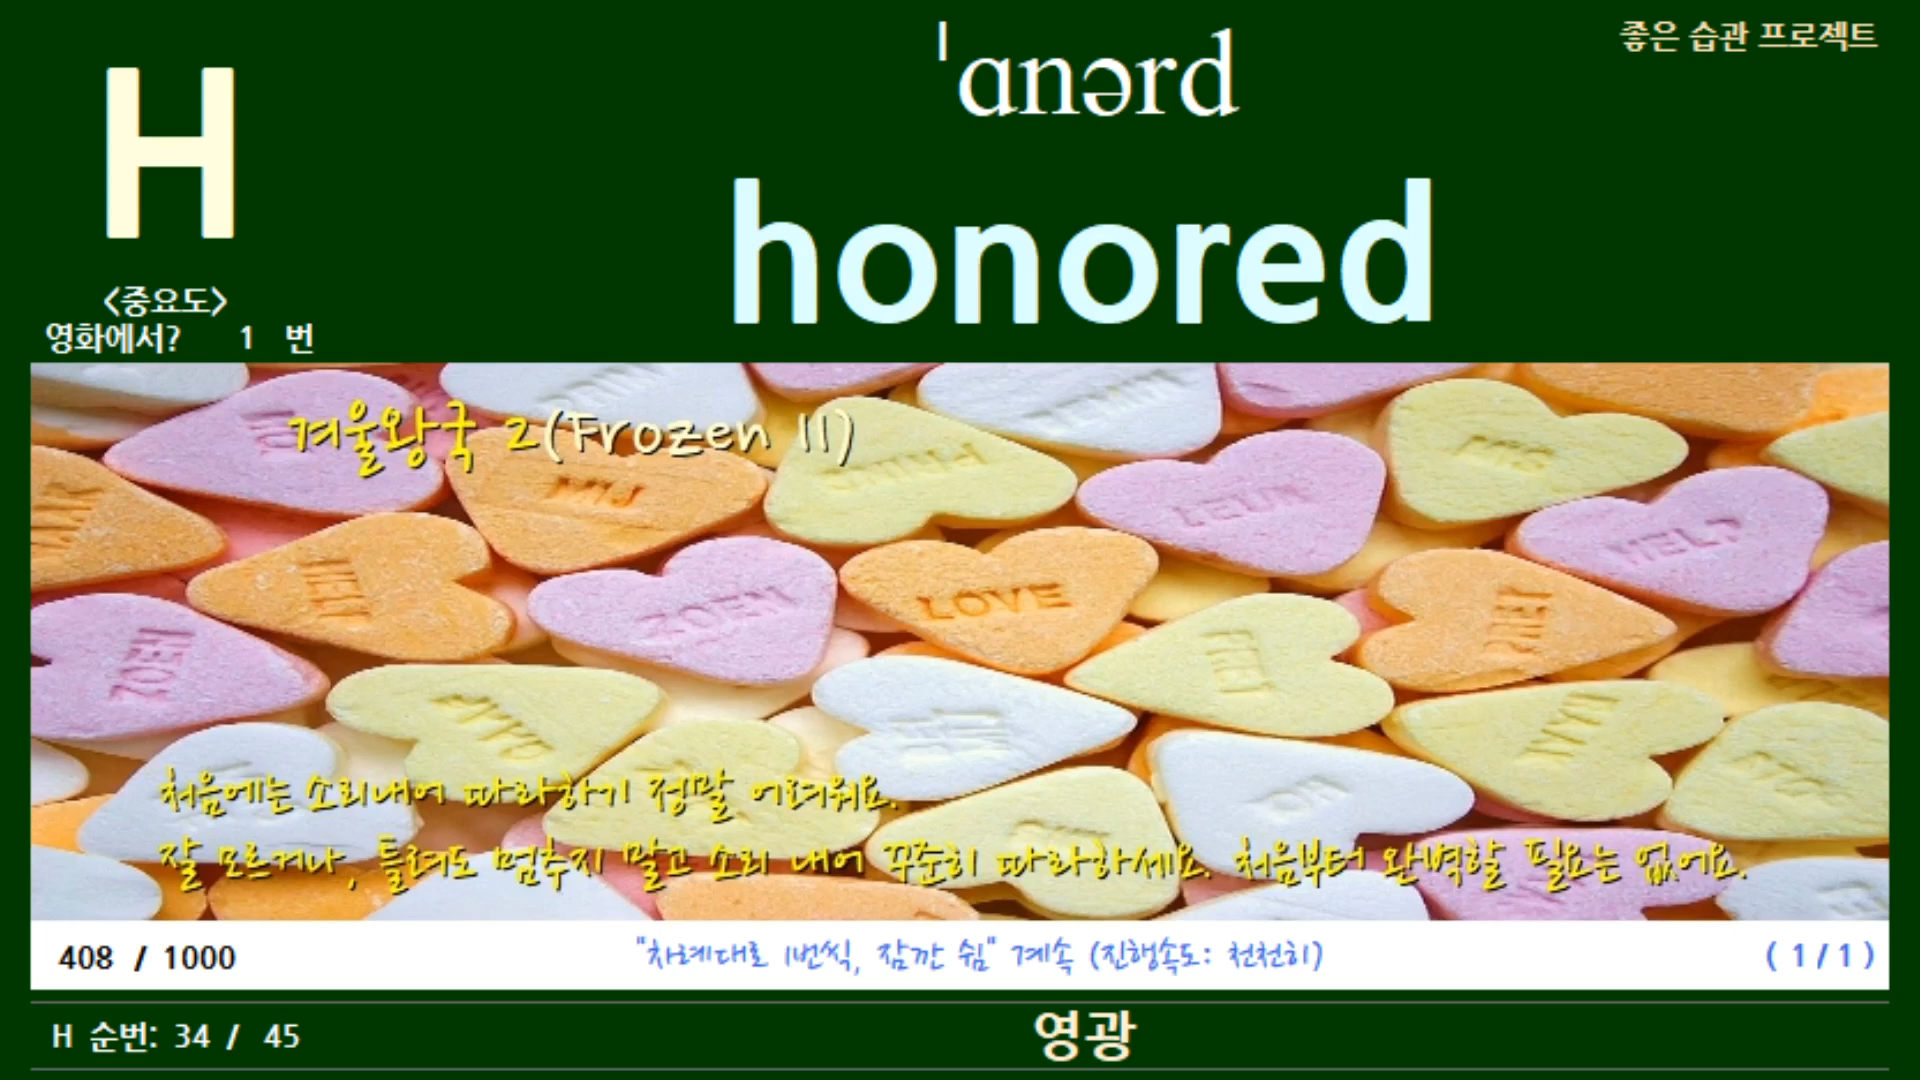 H
ˈɑnərd
좋은 습관 프로젝트
honored
<중요도>
영화에서? 1 번
겨울왕국 2(Frozen II)
MIJ
LEUK
HELP
ZOEN
LOVE
처음에는 소리내어 따라하기 정말 어려워요.
잘 모르거나, 틀려도 멈추지 말고 소리 내어 꾸준히 따라하세요. 처음부터 완벽할 필요는 없어요.
408 / 1000
"차례대로 1번씩, 잠깐 쉼" 계속 (진행속도: 천천히)
( 1 / 1 )
H 순번: 34 / 45
영광